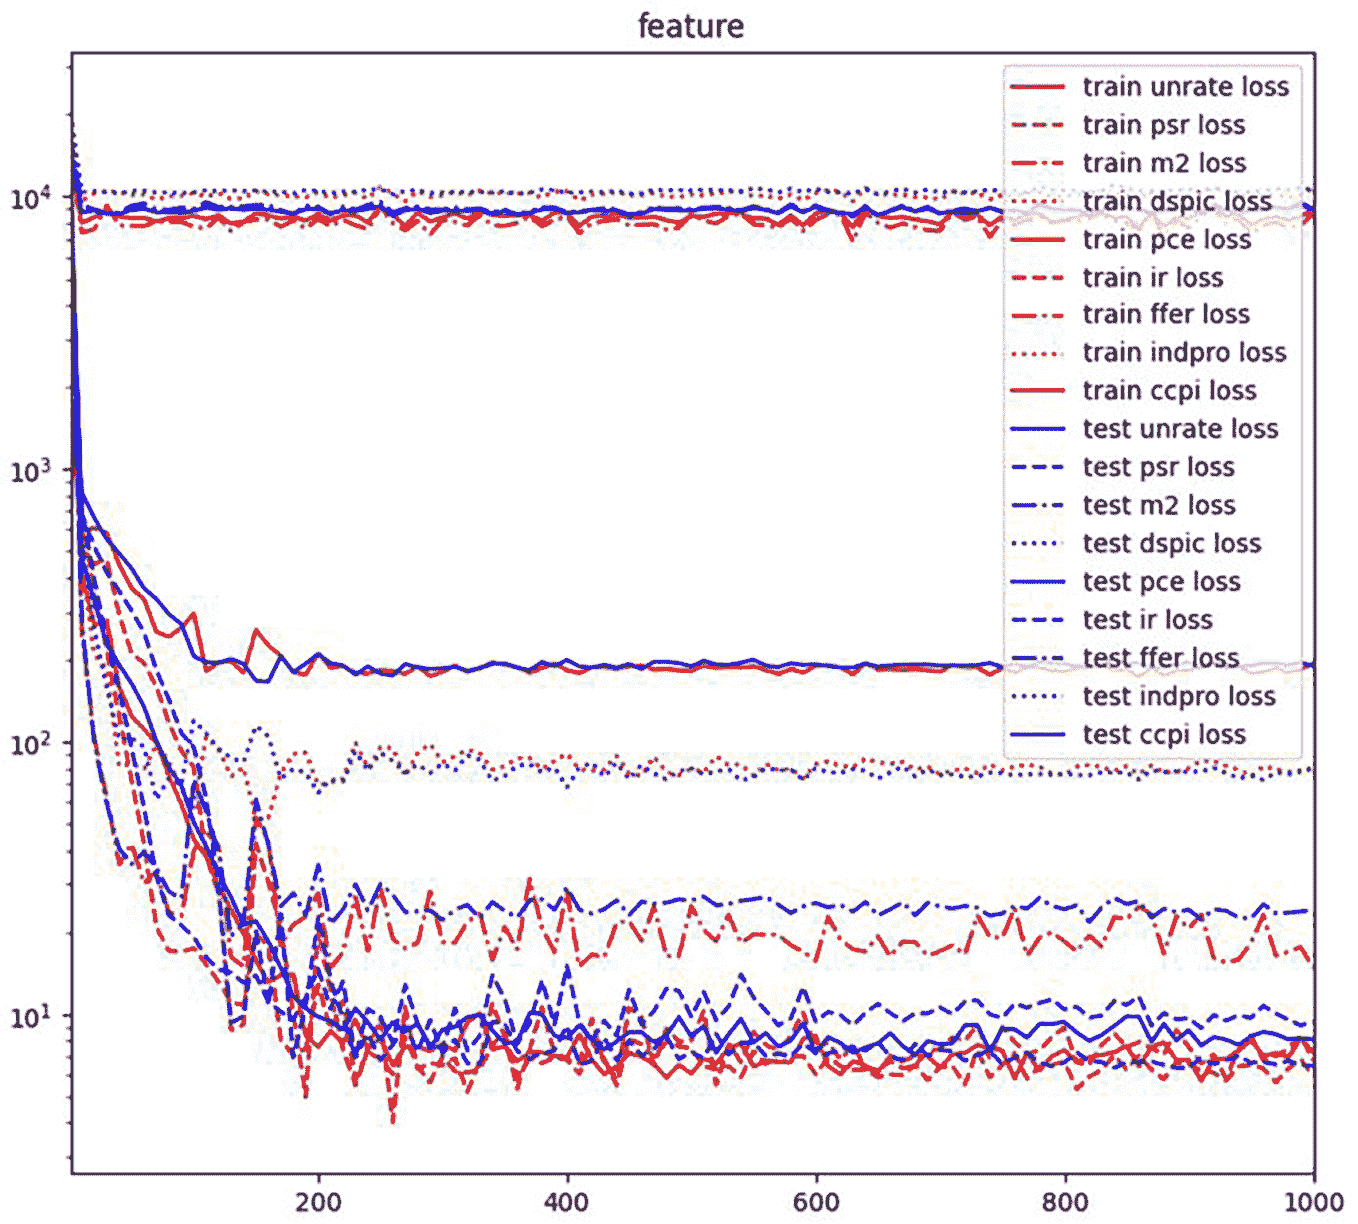 feature
train unrate loss
train psr loss
train m2 loss
train dspic loss
train pce loss
train ir loss
train ffer loss
train indpro loss
train ccpi loss
test unrate loss
test psr loss
test m2 loss
test dspic loss
test pce loss
test ir loss
test ffer loss
test indpro loss
test ccpi loss
10⁴
10³
10²
10¹
200 400 600 800 1000